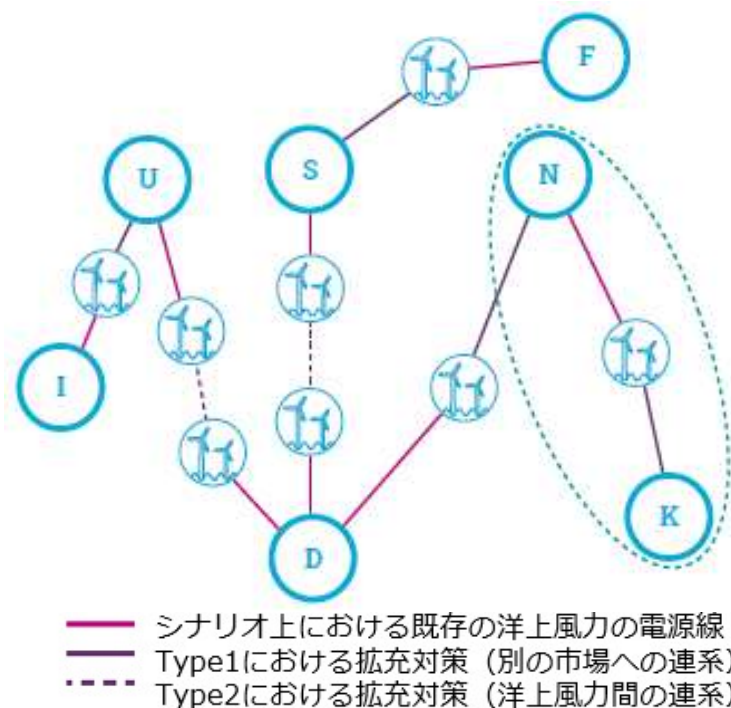 F
U
S
N
I
K
D
シナリオ上における既存の洋上風力の電源線
Type1における拡充対策（別の市場への連系）
Type2における拡充対策（洋上風力間の連系）